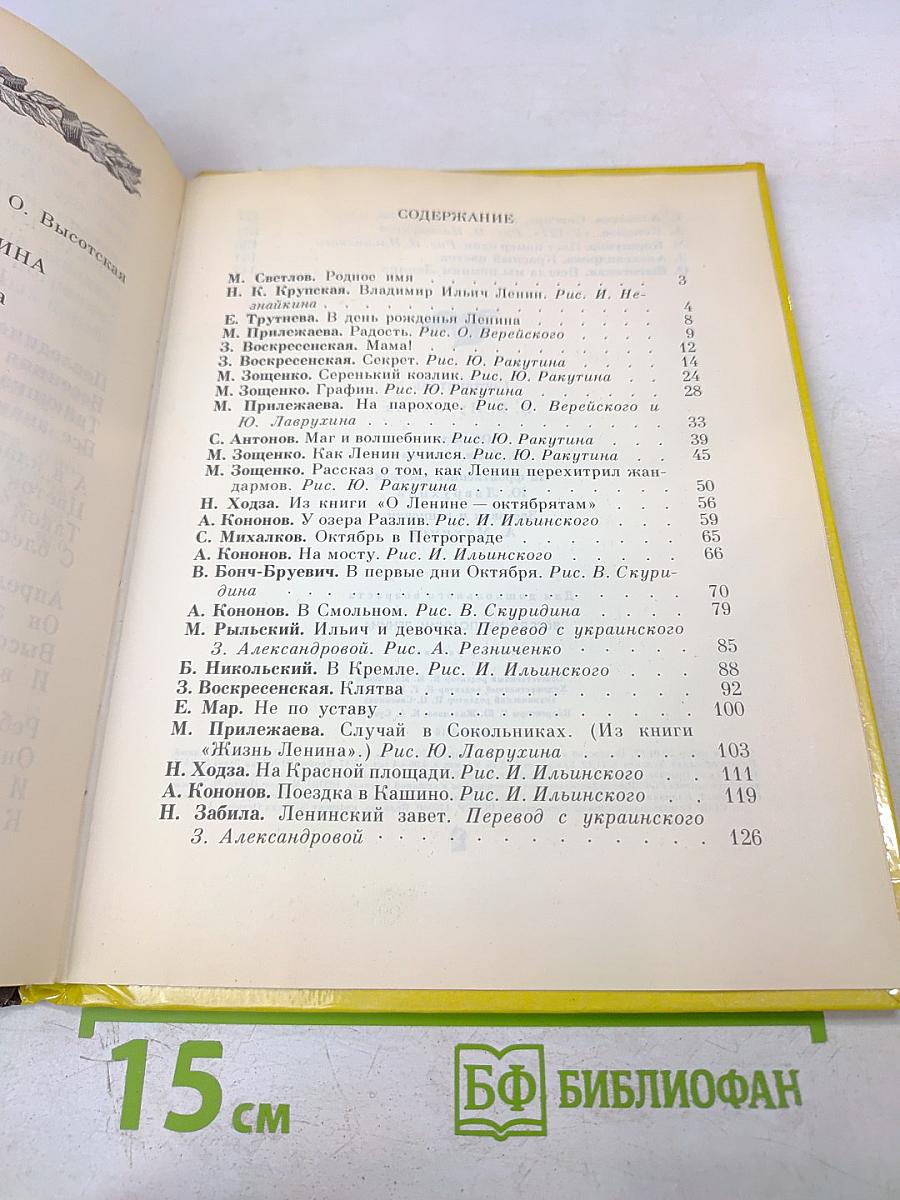 О. Высотская
ИНА
а
СОДЕРЖАНИЕ
М. Светлов. Родное имя . . . . . . . . . . 3
Н. К. Крупская. Владимир Ильич Ленин. Рис. И. Не-
знайкина . . . . . . . . . . 4
Е. Трутнева. В день рожденья Ленина . . . . . 8
М. Прилежаева. Радость. Рис. О. Верейского . . . . 9
З. Воскресенская. Мама! . . . . . . . . 12
З. Воскресенская. Секрет. Рис. Ю. Ракутина . . . . 14
М. Зощенко. Серенький козлик. Рис. Ю. Ракутина . . 24
М. Зощенко. Графин. Рис. Ю. Ракутина . . . . . 28
М. Прилежаева. На пароходе. Рис. О. Верейского и
Ю. Лаврухина . . . . . . . . . . 33
С. Антонов. Маг и волшебник. Рис. Ю. Ракутина . . . 39
М. Зощенко. Как Ленин учился. Рис. Ю. Ракутина . . 45
М. Зощенко. Рассказ о том, как Ленин перехитрил жан-
дармов. Рис. Ю. Ракутина . . . . . . . 50
Н. Ходза. Из книги «О Ленине — октябрятам» . . . 56
А. Кононов. У озера Разлив. Рис. И. Ильинского . . . 59
С. Михалков. Октябрь в Петрограде . . . . . . 65
А. Кононов. На мосту. Рис. И. Ильинского . . . . 66
В. Бонч-Бруевич. В первые дни Октября. Рис. В. Скури-
дина . . . . . . . . . . . . 70
А. Кононов. В Смольном. Рис. В. Скуридина . . . . 79
М. Рыльский. Ильич и девочка. Перевод с украинского
З. Александровой. Рис. А. Резниченко . . . . . 85
Б. Никольский. В Кремле. Рис. И. Ильинского . . . 88
З. Воскресенская. Клятва . . . . . . . . . 92
Е. Мар. Не по уставу . . . . . . . . . . 100
М. Прилежаева. Случай в Сокольниках. (Из книги
«Жизнь Ленина».) Рис. Ю. Лаврухина . . . . . 103
Н. Ходза. На Красной площади. Рис. И. Ильинского . . . 111
А. Кононов. Поездка в Кашино. Рис. И. Ильинского . . 119
Н. Забила. Ленинский завет. Перевод с украинского
З. Александровой . . . . . . . . . . 126
15 см
БФ БИБЛИОФАН